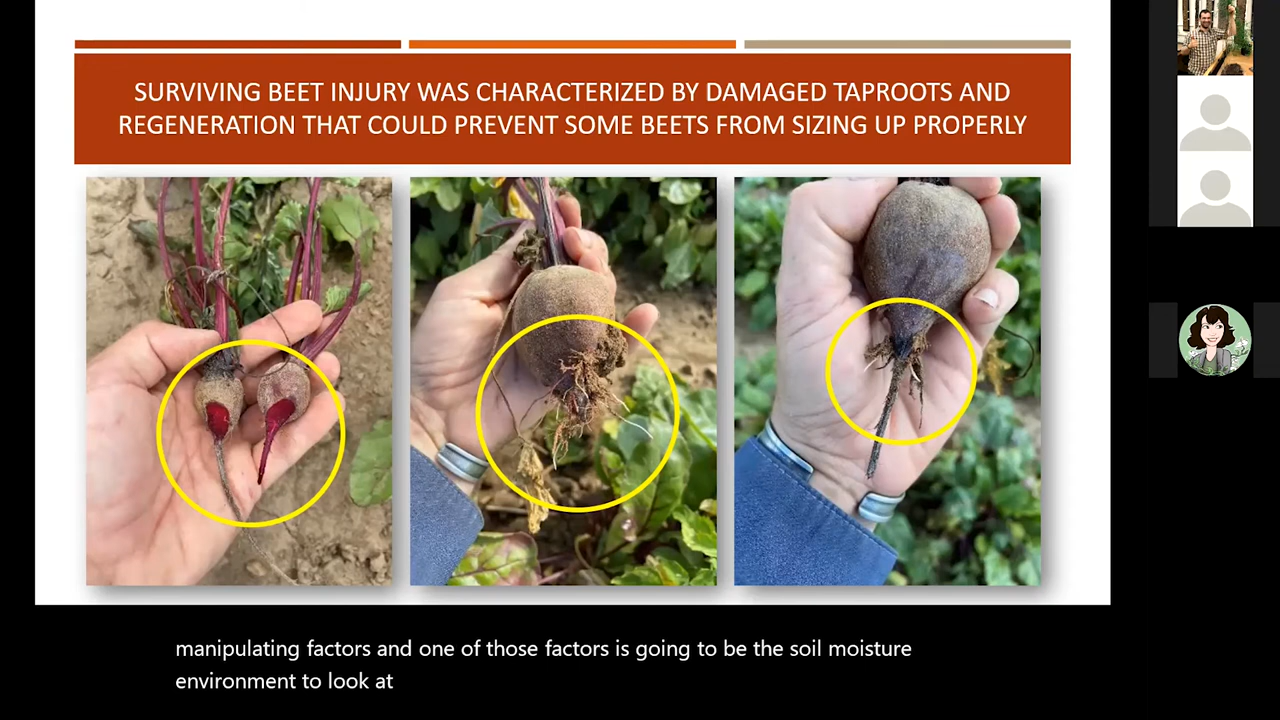 SURVIVING BEET INJURY WAS CHARACTERIZED BY DAMAGED TAPROOTS AND
REGENERATION THAT COULD PREVENT SOME BEETS FROM SIZING UP PROPERLY
manipulating factors and one of those factors is going to be the soil moisture
environment to look at